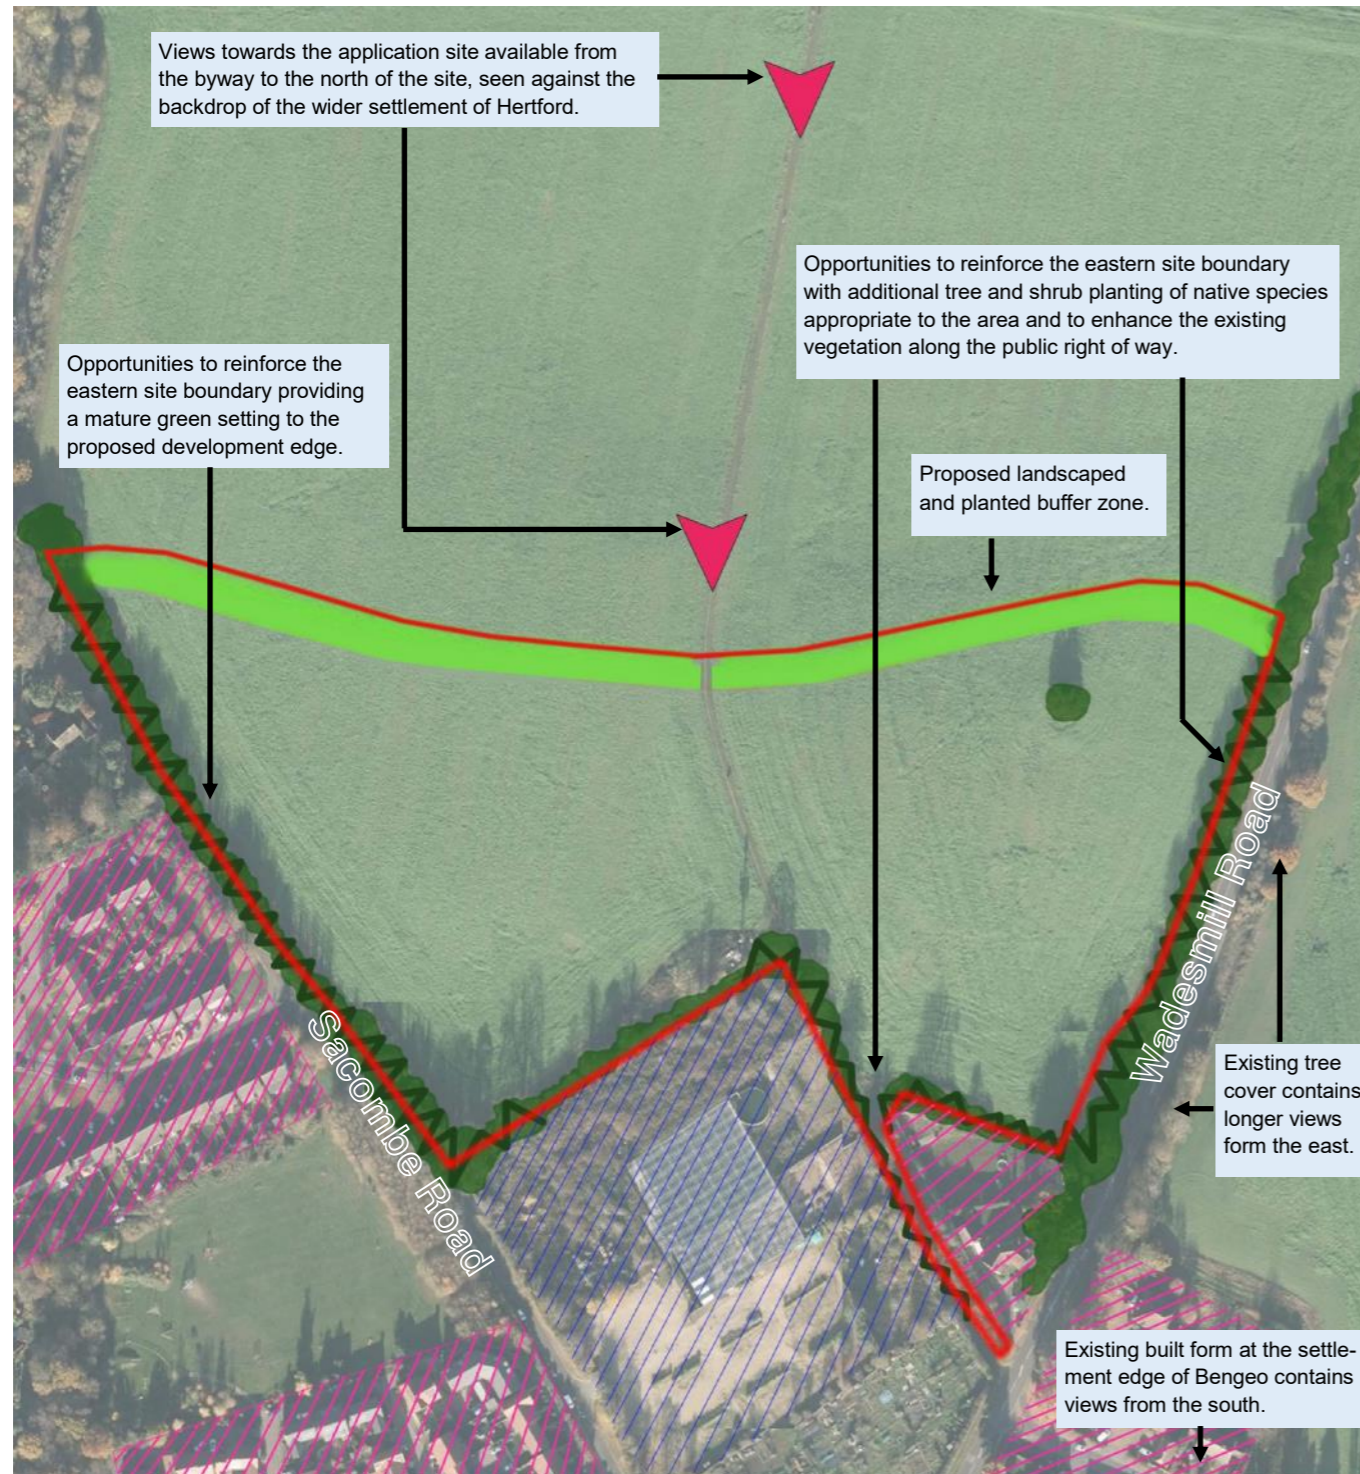 Views towards the application site available from
the byway to the north of the site, seen against the
backdrop of the wider settlement of Hertford.
Opportunities to reinforce the eastern site boundary
with additional tree and shrub planting of native species
appropriate to the area and to enhance the existing
vegetation along the public right of way.
Opportunities to reinforce the
eastern site boundary providing
a mature green setting to the
proposed development edge.
Proposed landscaped
and planted buffer zone.
Wadesmill Road
Sacombe Road
Existing tree
cover contains
longer views
form the east.
Existing built form at the settle-
ment edge of Bengeo contains
views from the south.